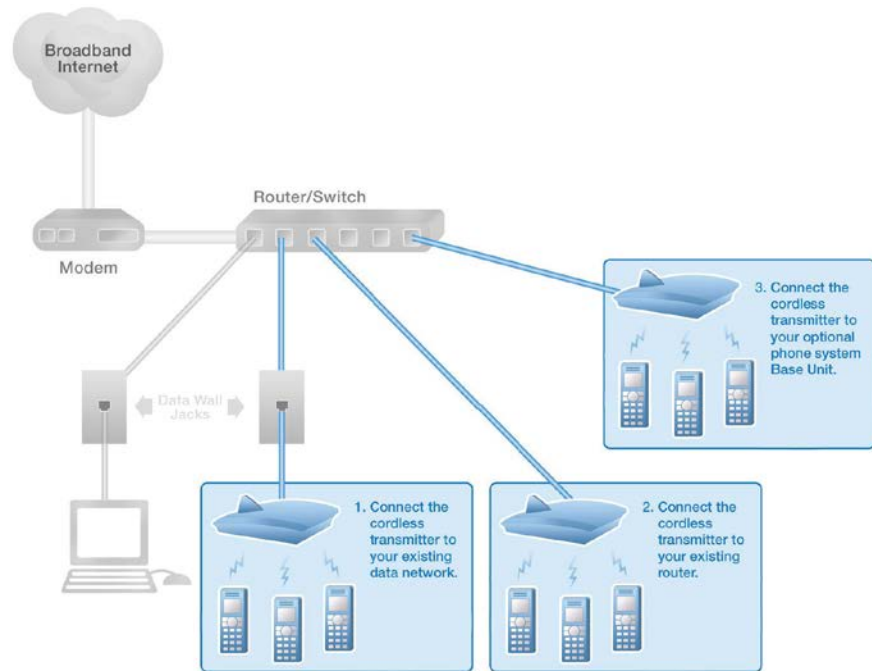 Broadband
Internet
Router/Switch
Modem
Data Wall
Jacks
3. Connect the
cordless
transmitter to
your optional
phone system
Base Unit.
1. Connect the
cordless
transmitter to
your existing
data network.
2. Connect the
cordless
transmitter to
your existing
router.